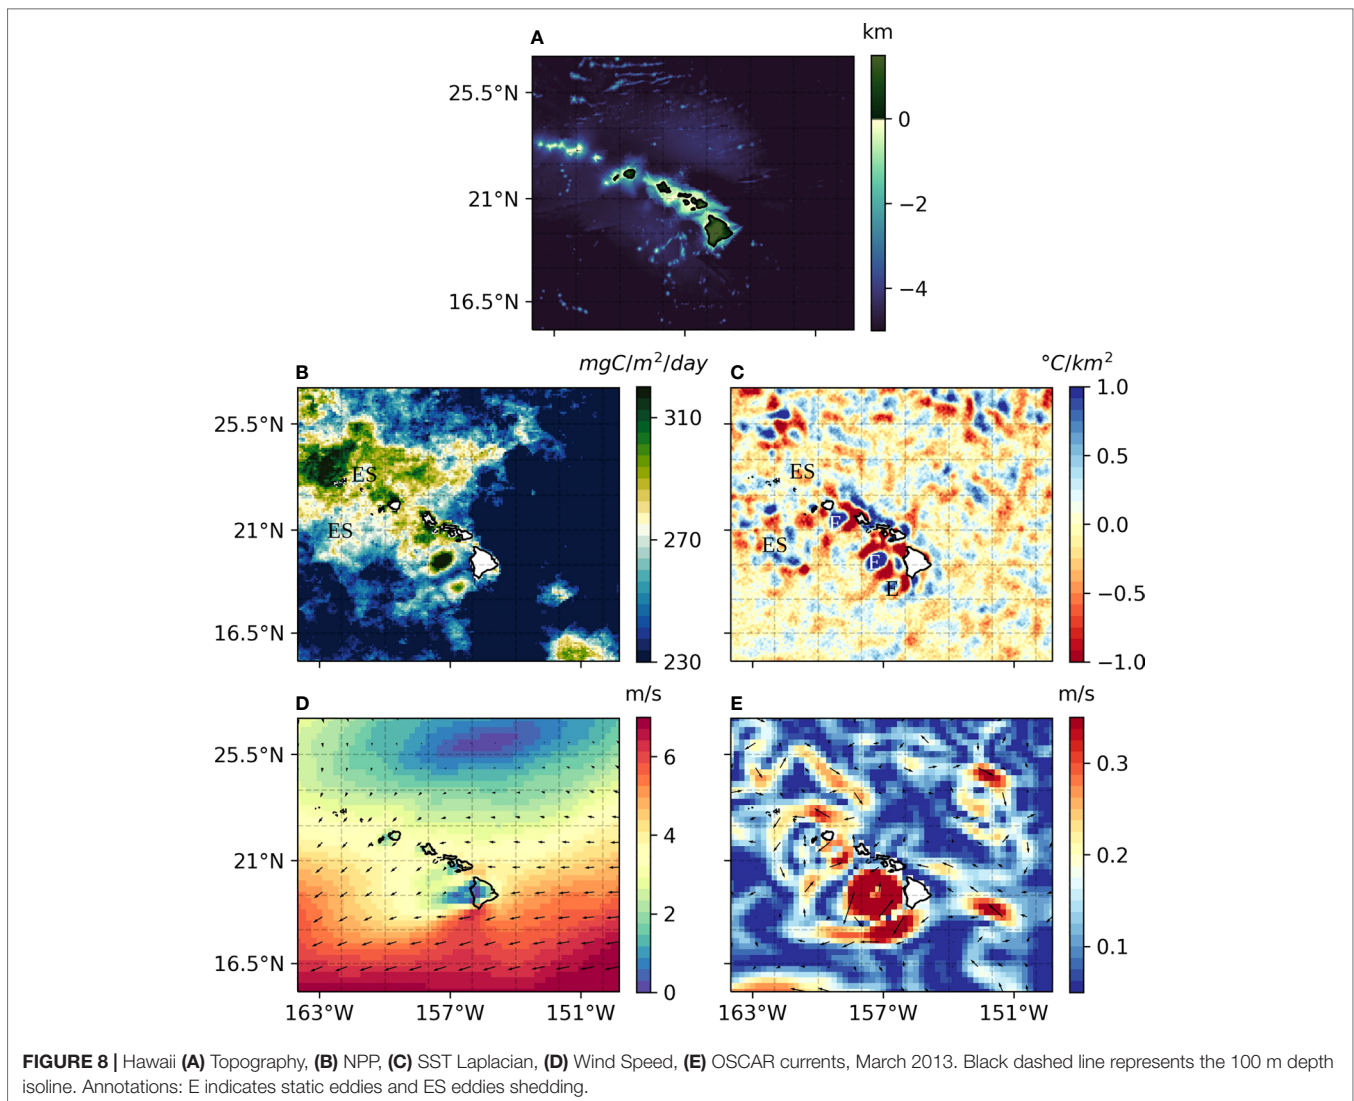 A
km
25.5°N
0
21°N
−2
−4
16.5°N
B
mgC/m²/day
C
°C/km²
25.5°N
310
1.0
ES
ES
0.5
21°N
ES
270
E
0.0
ES
E
−0.5
E
16.5°N
230
−1.0
D
m/s
E
m/s
25.5°N
6
0.3
4
21°N
0.2
2
0.1
16.5°N
0
163°W
157°W
151°W
163°W
157°W
151°W
FIGURE 8 | Hawaii (A) Topography, (B) NPP, (C) SST Laplacian, (D) Wind Speed, (E) OSCAR currents, March 2013. Black dashed line represents the 100 m depth
isoline. Annotations: E indicates static eddies and ES eddies shedding.